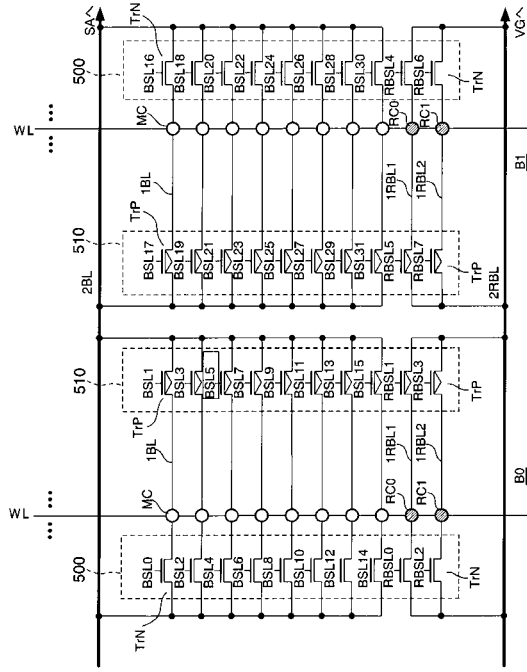 SA へ
VG へ
500 TrN
BSL16
BSL18
BSL20
BSL22
BSL24
BSL26
BSL28
BSL30
RBSL4
RBSL6
TrN
WL
MC
RC0
RC1
1BL
1RBL1
1RBL2
B1
510 TrP
2BL
BSL17
BSL19
BSL21
BSL23
BSL25
BSL27
BSL29
BSL31
RBSL5
RBSL7
TrP
2RBL
510
BSL1
BSL3
BSL5
BSL7
BSL9
BSL11
BSL13
BSL15
RBSL1
RBSL3
TrP
TrP
1BL
1RBL1
1RBL2
B0
WL
MC
RC0
RC1
500
BSL0
BSL2
BSL4
BSL6
BSL8
BSL10
BSL12
BSL14
RBSL0
RBSL2
TrN
TrN